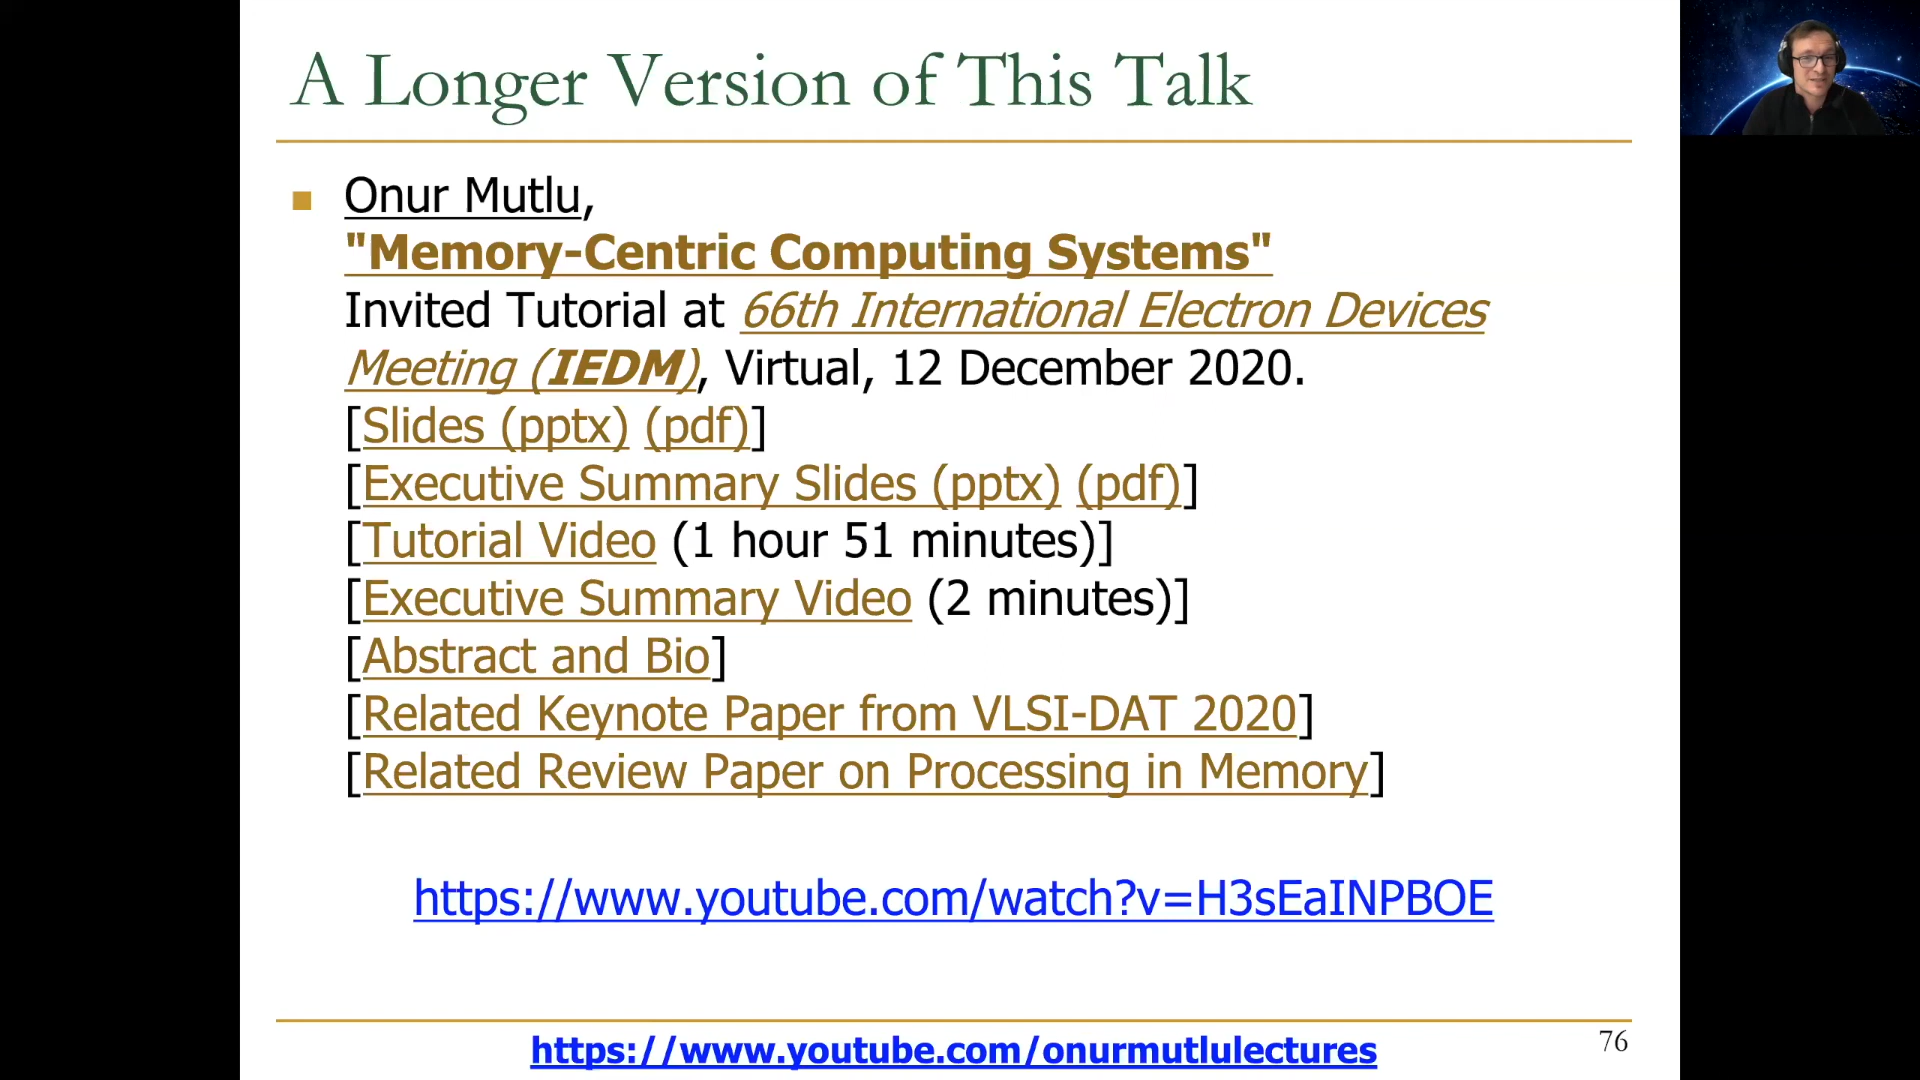 A Longer Version of This Talk
Onur Mutlu,
"Memory-Centric Computing Systems"
Invited Tutorial at 66th International Electron Devices
Meeting (IEDM), Virtual, 12 December 2020.
[Slides (pptx) (pdf)]
[Executive Summary Slides (pptx) (pdf)]
[Tutorial Video (1 hour 51 minutes)]
[Executive Summary Video (2 minutes)]
[Abstract and Bio]
[Related Keynote Paper from VLSI-DAT 2020]
[Related Review Paper on Processing in Memory]
https://www.youtube.com/watch?v=H3sEaINPBOE
https://www.youtube.com/onurmutlulectures
76